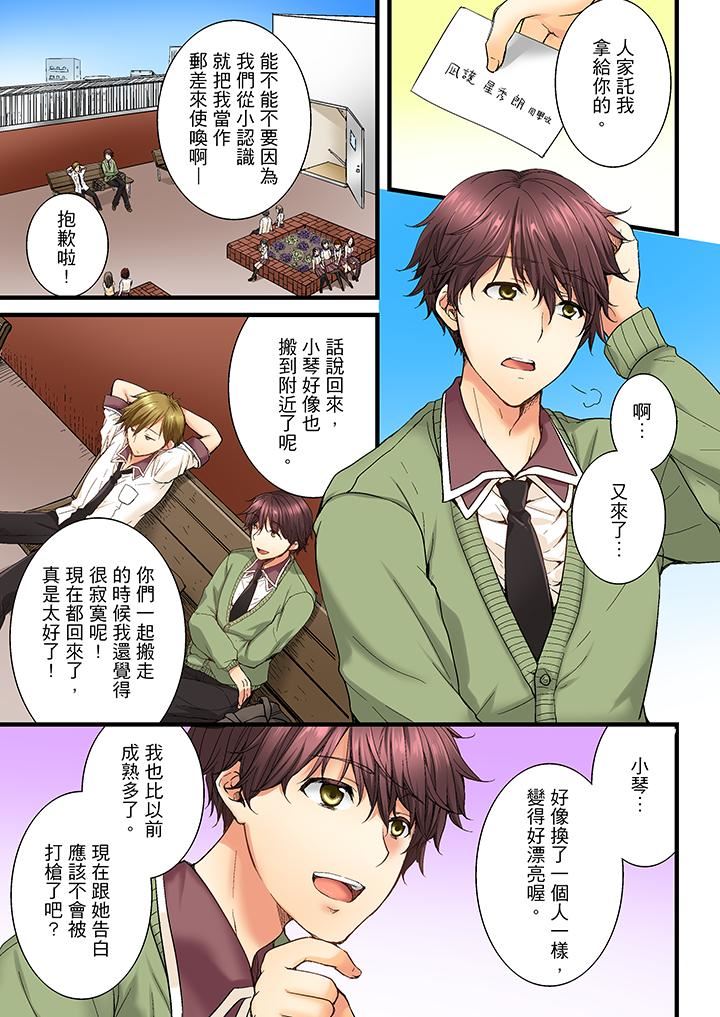 人家託我
拿給你的。
凪護 星秀朗 同學收
啊…
又來了…
能不能不要因為
我們從小認識
就把我當作
郵差來使喚啊—
抱歉啦！
話說回來，
小琴好像也
搬到附近了呢。
你們一起搬走
的時候我還覺得
很寂寞呢！
現在都回來了，
真是太好了！
小琴…
好像換了一個人一樣，
變得好漂亮喔。
我也比以前
成熟多了。
現在跟她告白
應該不會被
打槍了吧？